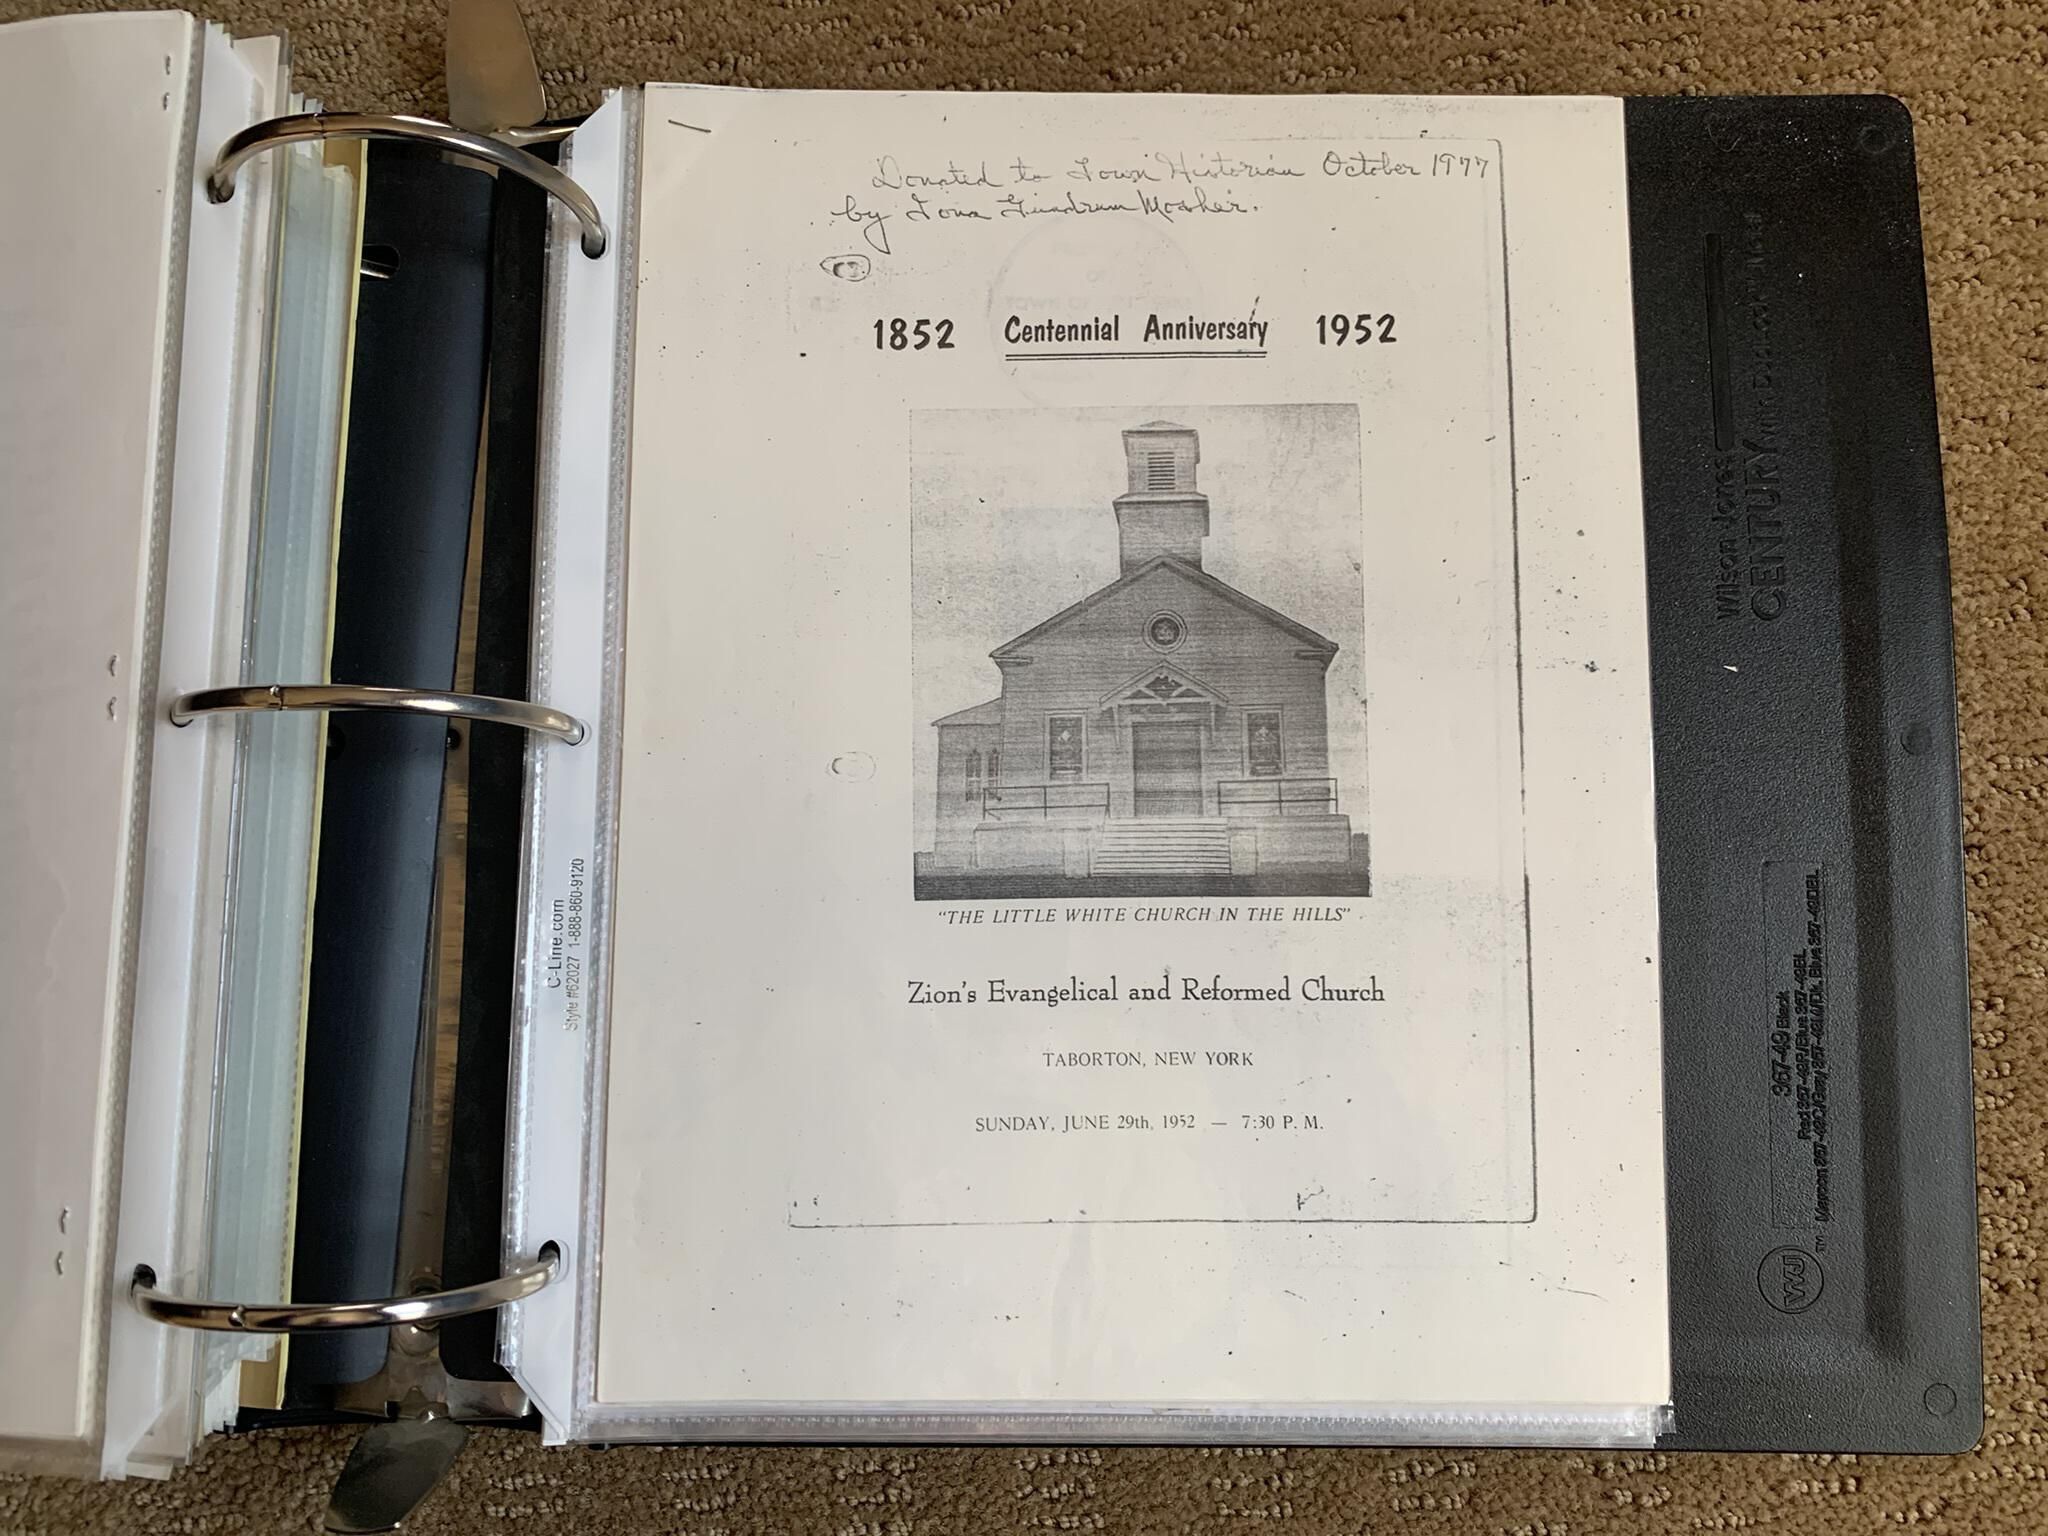 Donated to Town Historian October 1977
by Iona Gundrum Mosher.
1852 Centennial Anniversary 1952
"THE LITTLE WHITE CHURCH IN THE HILLS"
Zion's Evangelical and Reformed Church
TABORTON, NEW YORK
SUNDAY, JUNE 29th, 1952 — 7:30 P. M.
C-Line.com
Style #62027 1-888-860-9120
Wilson Jones
CENTURY
367-49 Black
WJ